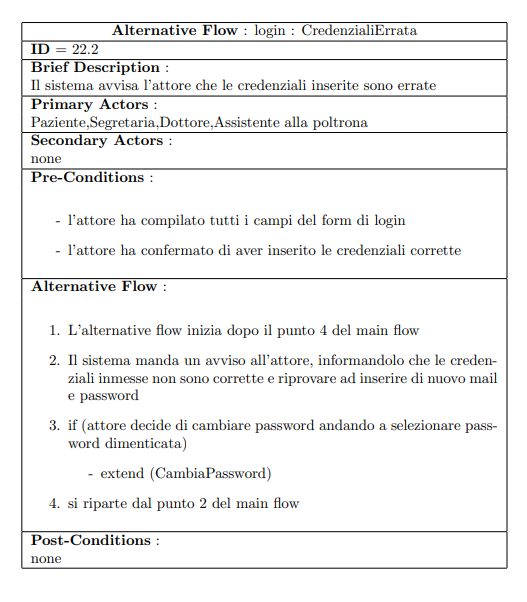 Alternative Flow : login : CredenzialiErrata
ID = 22.2
Brief Description :
Il sistema avvisa l'attore che le credenziali inserite sono errate
Primary Actors :
Paziente,Segretaria,Dottore,Assistente alla poltrona
Secondary Actors :
none
Pre-Conditions :
- l'attore ha compilato tutti i campi del form di login
- l'attore ha confermato di aver inserito le credenziali corrette
Alternative Flow :
1. L'alternative flow inizia dopo il punto 4 del main flow
2. Il sistema manda un avviso all'attore, informandolo che le creden-
ziali inmesse non sono corrette e riprovare ad inserire di nuovo mail
e password
3. if (attore decide di cambiare password andando a selezionare pass-
word dimenticata)
- extend (CambiaPassword)
4. si riparte dal punto 2 del main flow
Post-Conditions :
none